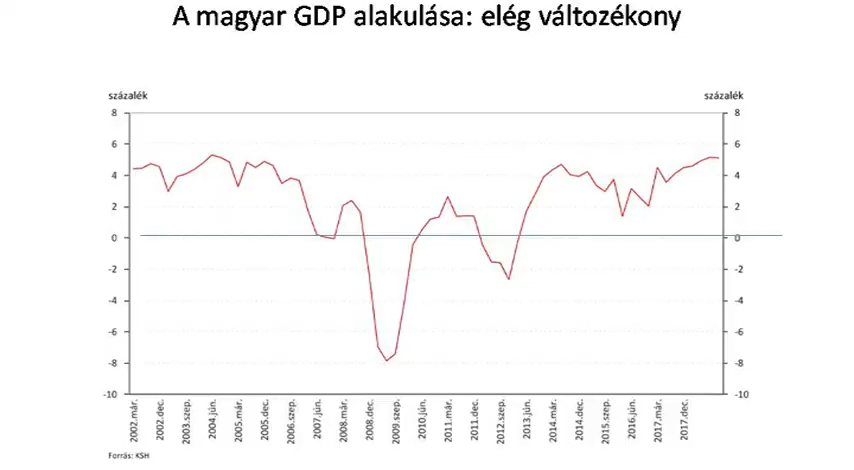 A magyar GDP alakulása: elég változékony
százalék
százalék
8
6
4
2
0
-2
-4
-6
-8
-10
8
6
4
2
0
-2
-4
-6
-8
-10
2002.már.
2002.dec.
2003.szep.
2004.jún.
2005.már.
2005.dec.
2006.szep.
2007.jún.
2008.már.
2008.dec.
2009.szep.
2010.jún.
2011.már.
2011.dec.
2012.szep.
2013.jún.
2014.már.
2014.dec.
2015.szep.
2016.jún.
2017.már.
2017.dec.
Forrás: KSH